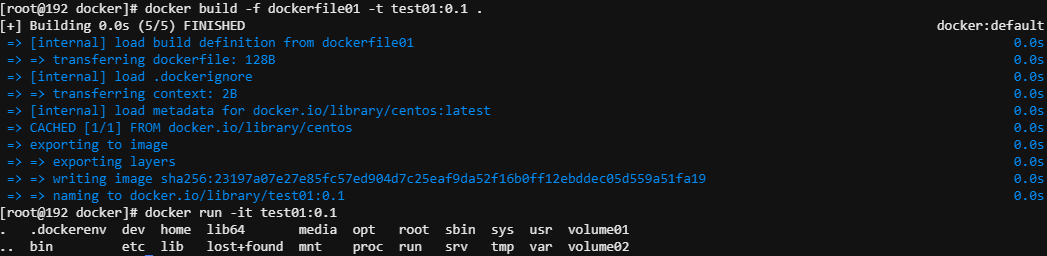 [root@192 docker]# docker build -f dockerfile01 -t test01:0.1 .
[+] Building 0.0s (5/5) FINISHED docker:default
=> [internal] load build definition from dockerfile01 0.0s
=> => transferring dockerfile: 128B 0.0s
=> [internal] load .dockerignore 0.0s
=> => transferring context: 2B 0.0s
=> [internal] load metadata for docker.io/library/centos:latest 0.0s
=> CACHED [1/1] FROM docker.io/library/centos 0.0s
=> exporting to image 0.0s
=> => exporting layers 0.0s
=> => writing image sha256:23197a07e27e85fc57ed904d7c25eaf9da52f16b0ff12ebddec05d559a51fa19 0.0s
=> => naming to docker.io/library/test01:0.1 0.0s
[root@192 docker]# docker run -it test01:0.1
. .dockerenv dev home lib64 media opt root sbin sys usr volume01
.. bin etc lib lost+found mnt proc run srv tmp var volume02